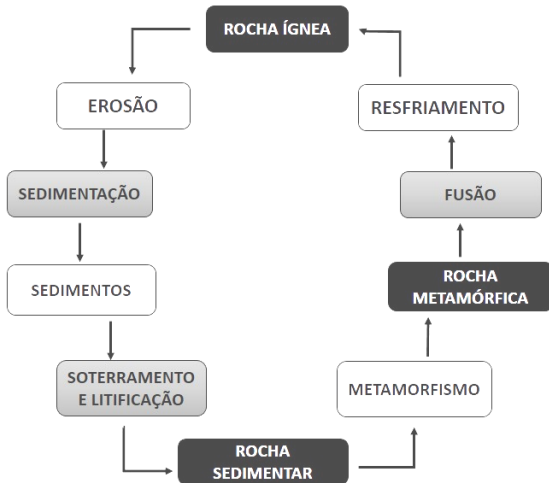 ROCHA ÍGNEA
EROSÃO
SEDIMENTAÇÃO
SEDIMENTOS
SOTERRAMENTO
E LITIFICAÇÃO
ROCHA
SEDIMENTAR
METAMORFISMO
ROCHA
METAMÓRFICA
FUSÃO
RESFRIAMENTO